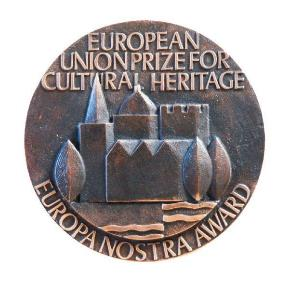 EUROPEAN
UNION PRIZE FOR
CULTURAL HERITAGE
EUROPA NOSTRA AWARD